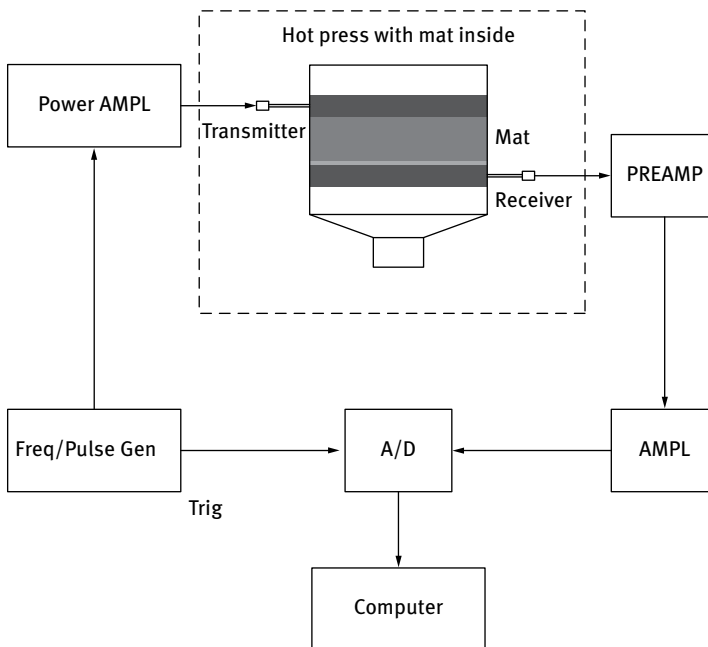 Hot press with mat inside
Power AMPL
Transmitter
Mat
PREAMP
Receiver
Freq/Pulse Gen
A/D
AMPL
Trig
Computer